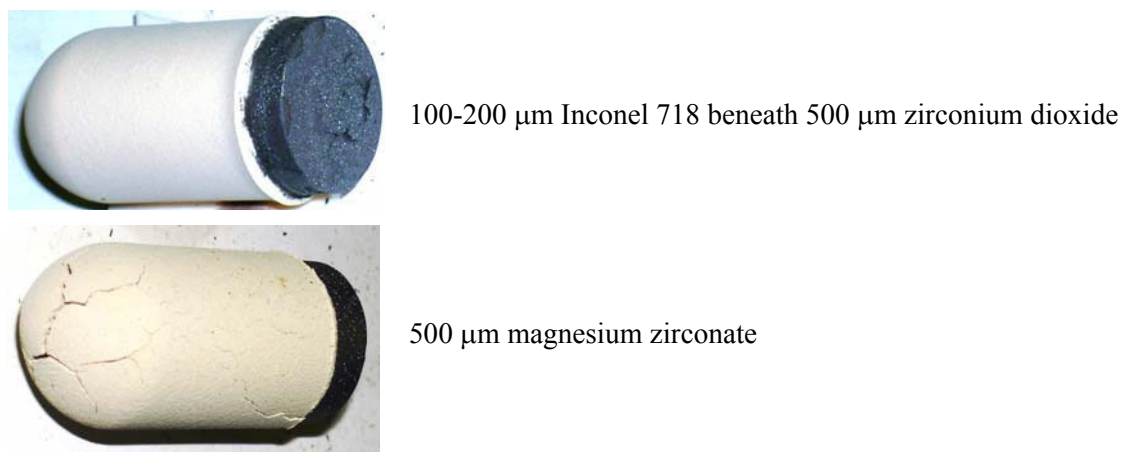 100-200 μm Inconel 718 beneath 500 μm zirconium dioxide
500 μm magnesium zirconate